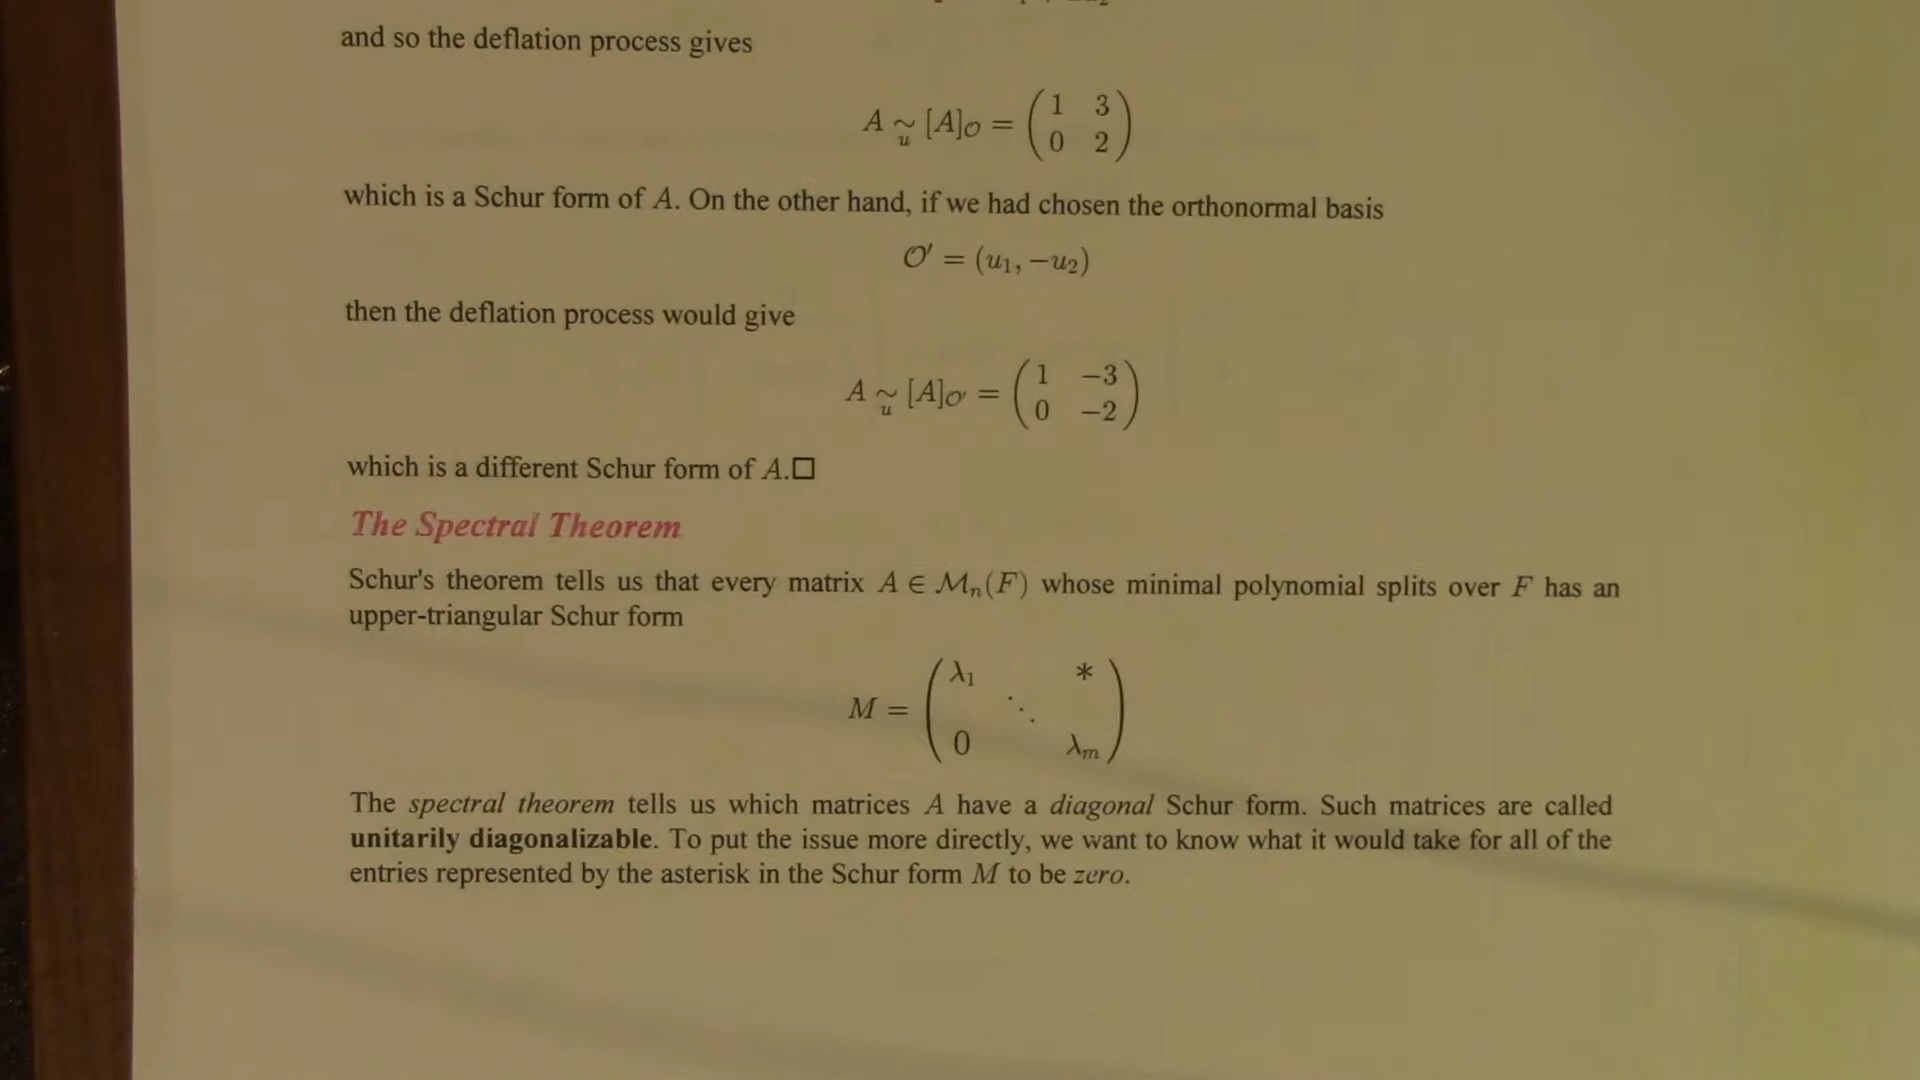 and so the deflation process gives
A ~u [A]𝒪 = (1 3
0 2)
which is a Schur form of A. On the other hand, if we had chosen the orthonormal basis
𝒪′ = (u₁, −u₂)
then the deflation process would give
A ~u [A]𝒪′ = (1 −3
0 −2)
which is a different Schur form of A.□
The Spectral Theorem
Schur's theorem tells us that every matrix A ∈ ℳₙ(F) whose minimal polynomial splits over F has an
upper-triangular Schur form
M = (λ₁ *
⋱
0 λₘ)
The spectral theorem tells us which matrices A have a diagonal Schur form. Such matrices are called
unitarily diagonalizable. To put the issue more directly, we want to know what it would take for all of the
entries represented by the asterisk in the Schur form M to be zero.